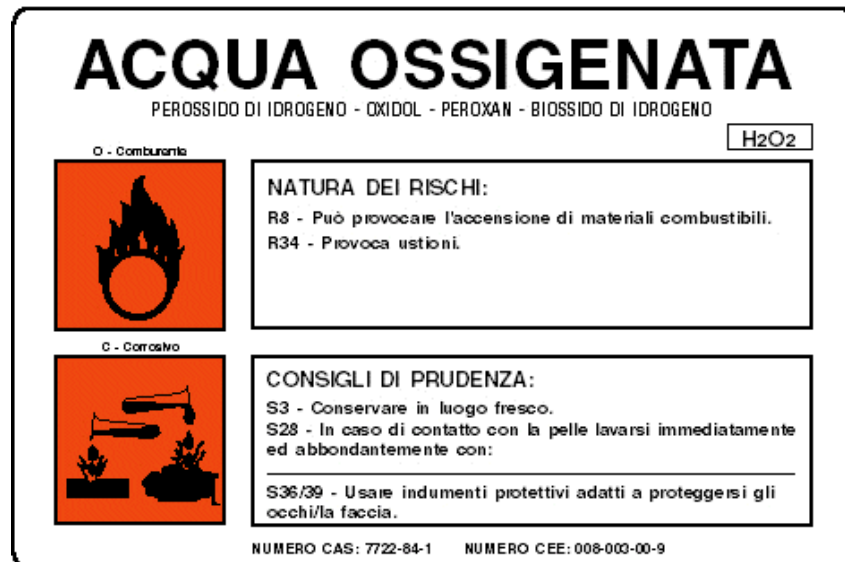 ACQUA OSSIGENATA
PEROSSIDO DI IDROGENO - OXIDOL - PEROXAN - BIOSSIDO DI IDROGENO
H2O2
O - Comburente
NATURA DEI RISCHI:
R8 - Può provocare l'accensione di materiali combustibili.
R34 - Provoca ustioni.
C - Corrosivo
CONSIGLI DI PRUDENZA:
S3 - Conservare in luogo fresco.
S28 - In caso di contatto con la pelle lavarsi immediatamente
ed abbondantemente con:
S36/39 - Usare indumenti protettivi adatti a proteggersi gli
occhi/la faccia.
NUMERO CAS: 7722-84-1 NUMERO CEE: 008-003-00-9